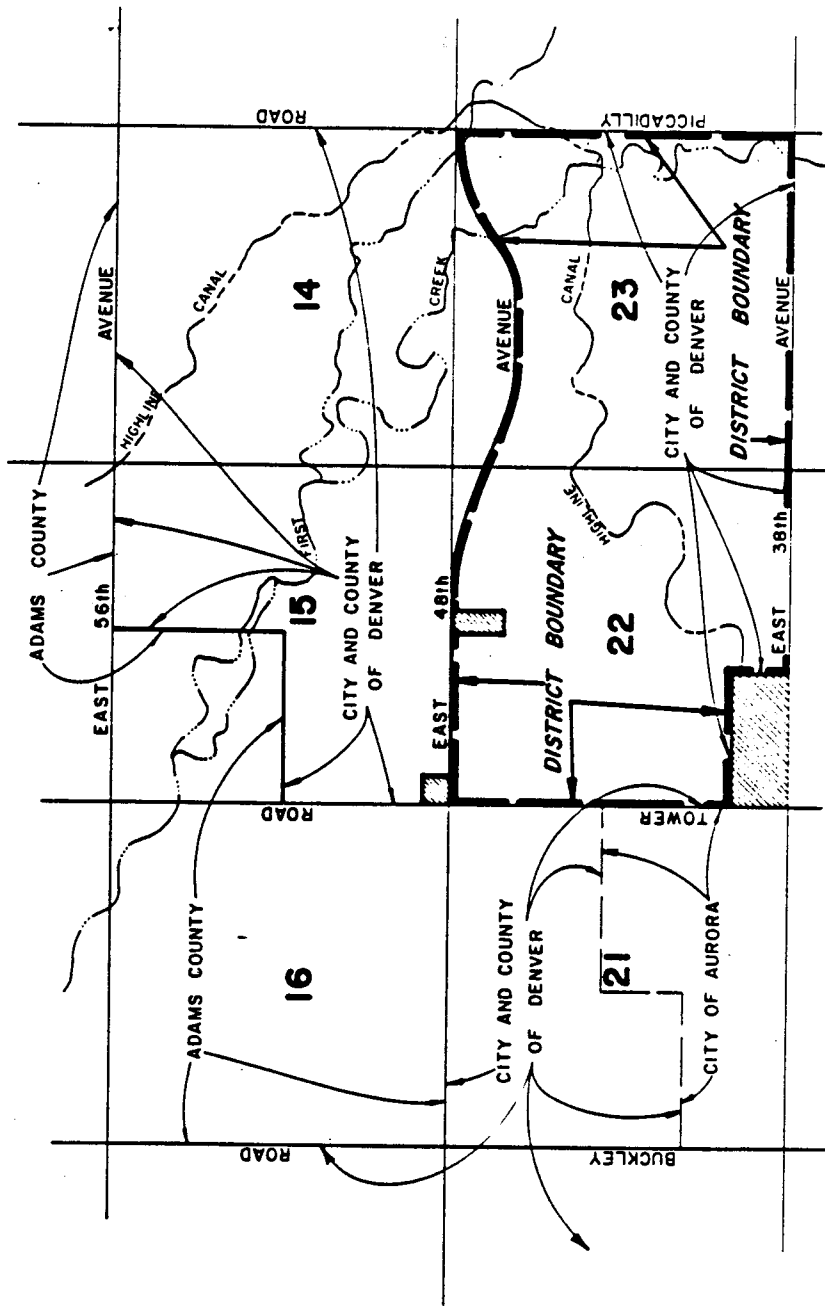 ADAMS COUNTY
EAST
56th
AVENUE
HIGHLINE
CANAL
ROAD
ADAMS COUNTY
ROAD
ROAD
16
15
14
FIRST
CREEK
CITY AND COUNTY
OF DENVER
EAST
48th
AVENUE
CITY AND COUNTY
OF DENVER
DISTRICT BOUNDARY
HIGHLINE
CANAL
21
22
23
CITY OF AURORA
CITY AND COUNTY
OF DENVER
DISTRICT BOUNDARY
BUCKLEY
TOWER
PICCADILLY
EAST
38th
AVENUE